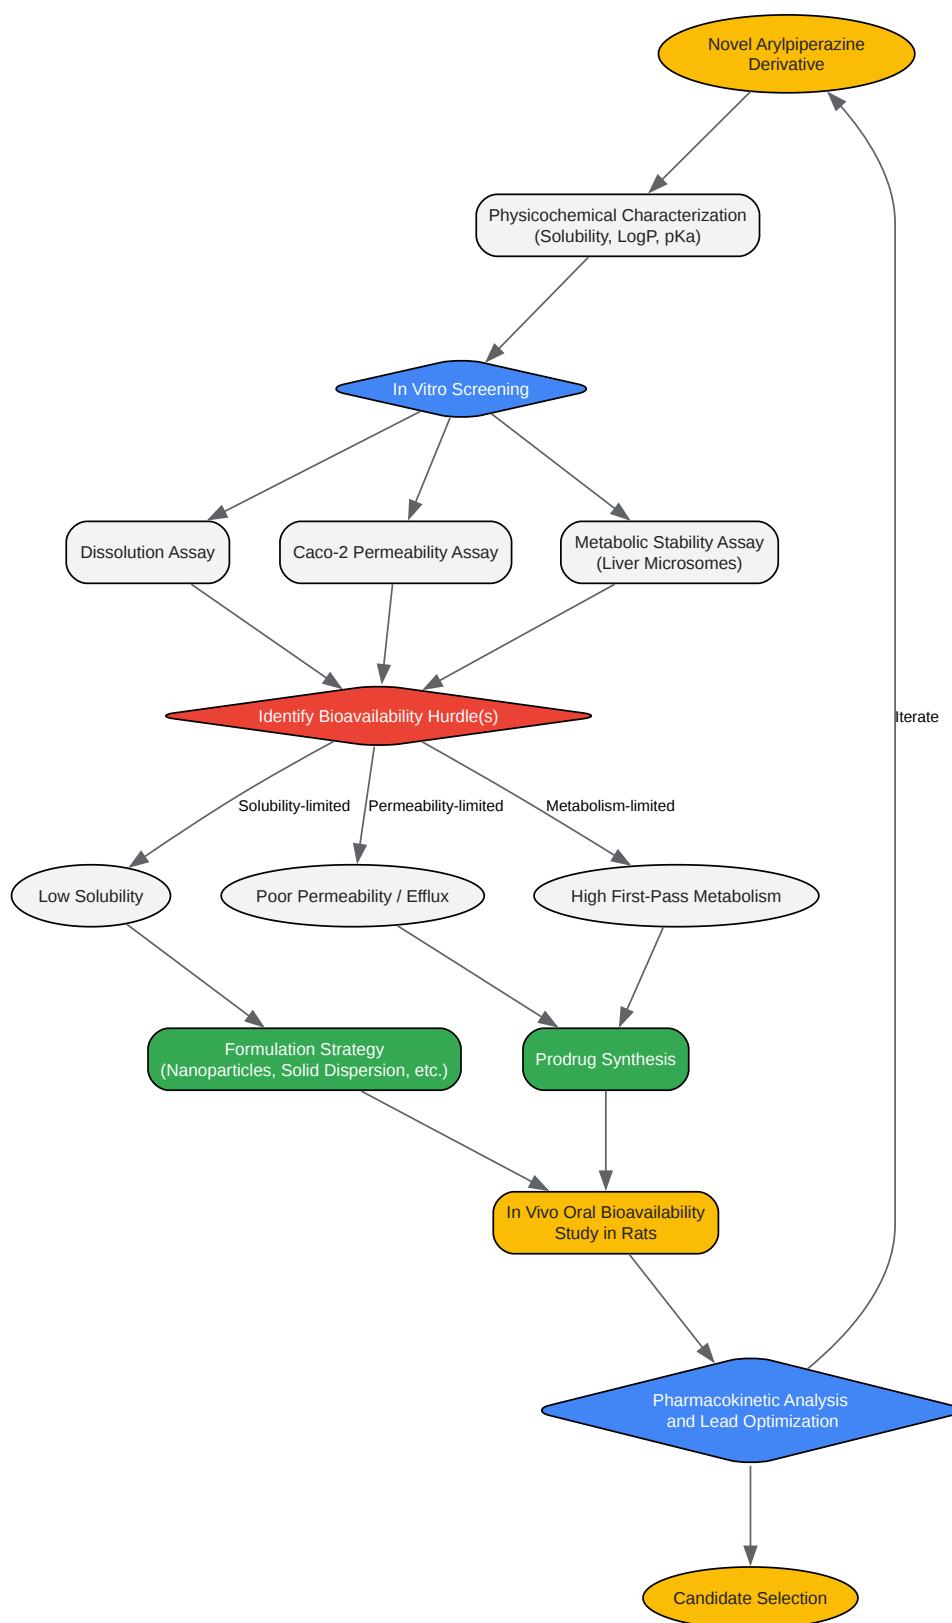 Novel Arylpiperazine
Derivative
Physicochemical Characterization
(Solubility, LogP, pKa)
In Vitro Screening
Dissolution Assay
Caco-2 Permeability Assay
Metabolic Stability Assay
(Liver Microsomes)
Identify Bioavailability Hurdle(s)
Iterate
Solubility-limited
Permeability-limited
Metabolism-limited
Low Solubility
Poor Permeability / Efflux
High First-Pass Metabolism
Formulation Strategy
(Nanoparticles, Solid Dispersion, etc.)
Prodrug Synthesis
In Vivo Oral Bioavailability
Study in Rats
Pharmacokinetic Analysis
and Lead Optimization
Candidate Selection